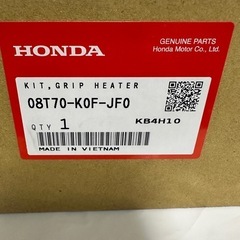 HONDA
GENUINE PARTS
Honda Motor Co., Ltd.
KIT,GRIP HEATER
08T70-K0F-JF0
QTY 1
KB4H10
MADE IN VIETNAM